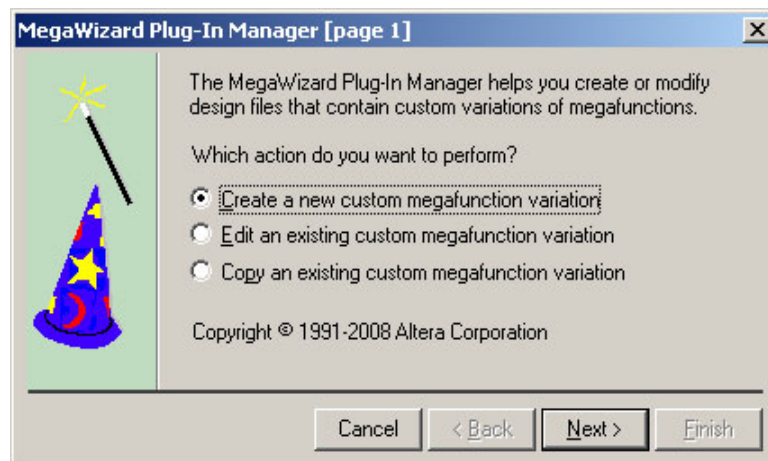 MegaWizard Plug-In Manager [page 1]
The MegaWizard Plug-In Manager helps you create or modify
design files that contain custom variations of megafunctions.
Which action do you want to perform?
Create a new custom megafunction variation
Edit an existing custom megafunction variation
Copy an existing custom megafunction variation
Copyright © 1991-2008 Altera Corporation
Cancel < Back Next > Finish